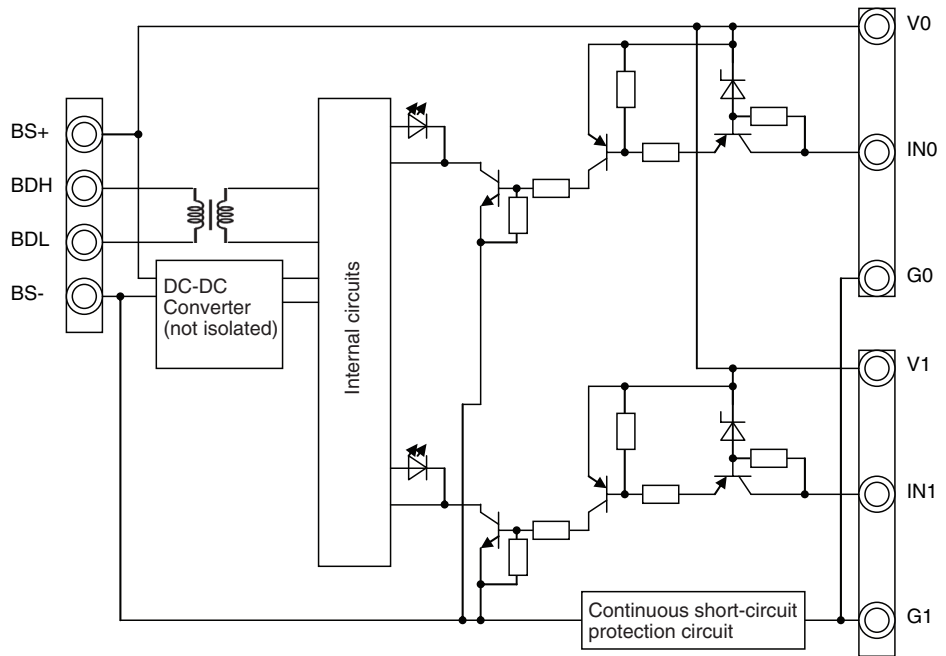 V0
BS+
IN0
BDH
BDL
DC-DC
Converter
(not isolated)
BS-
G0
Internal circuits
V1
IN1
Continuous short-circuit
protection circuit
G1